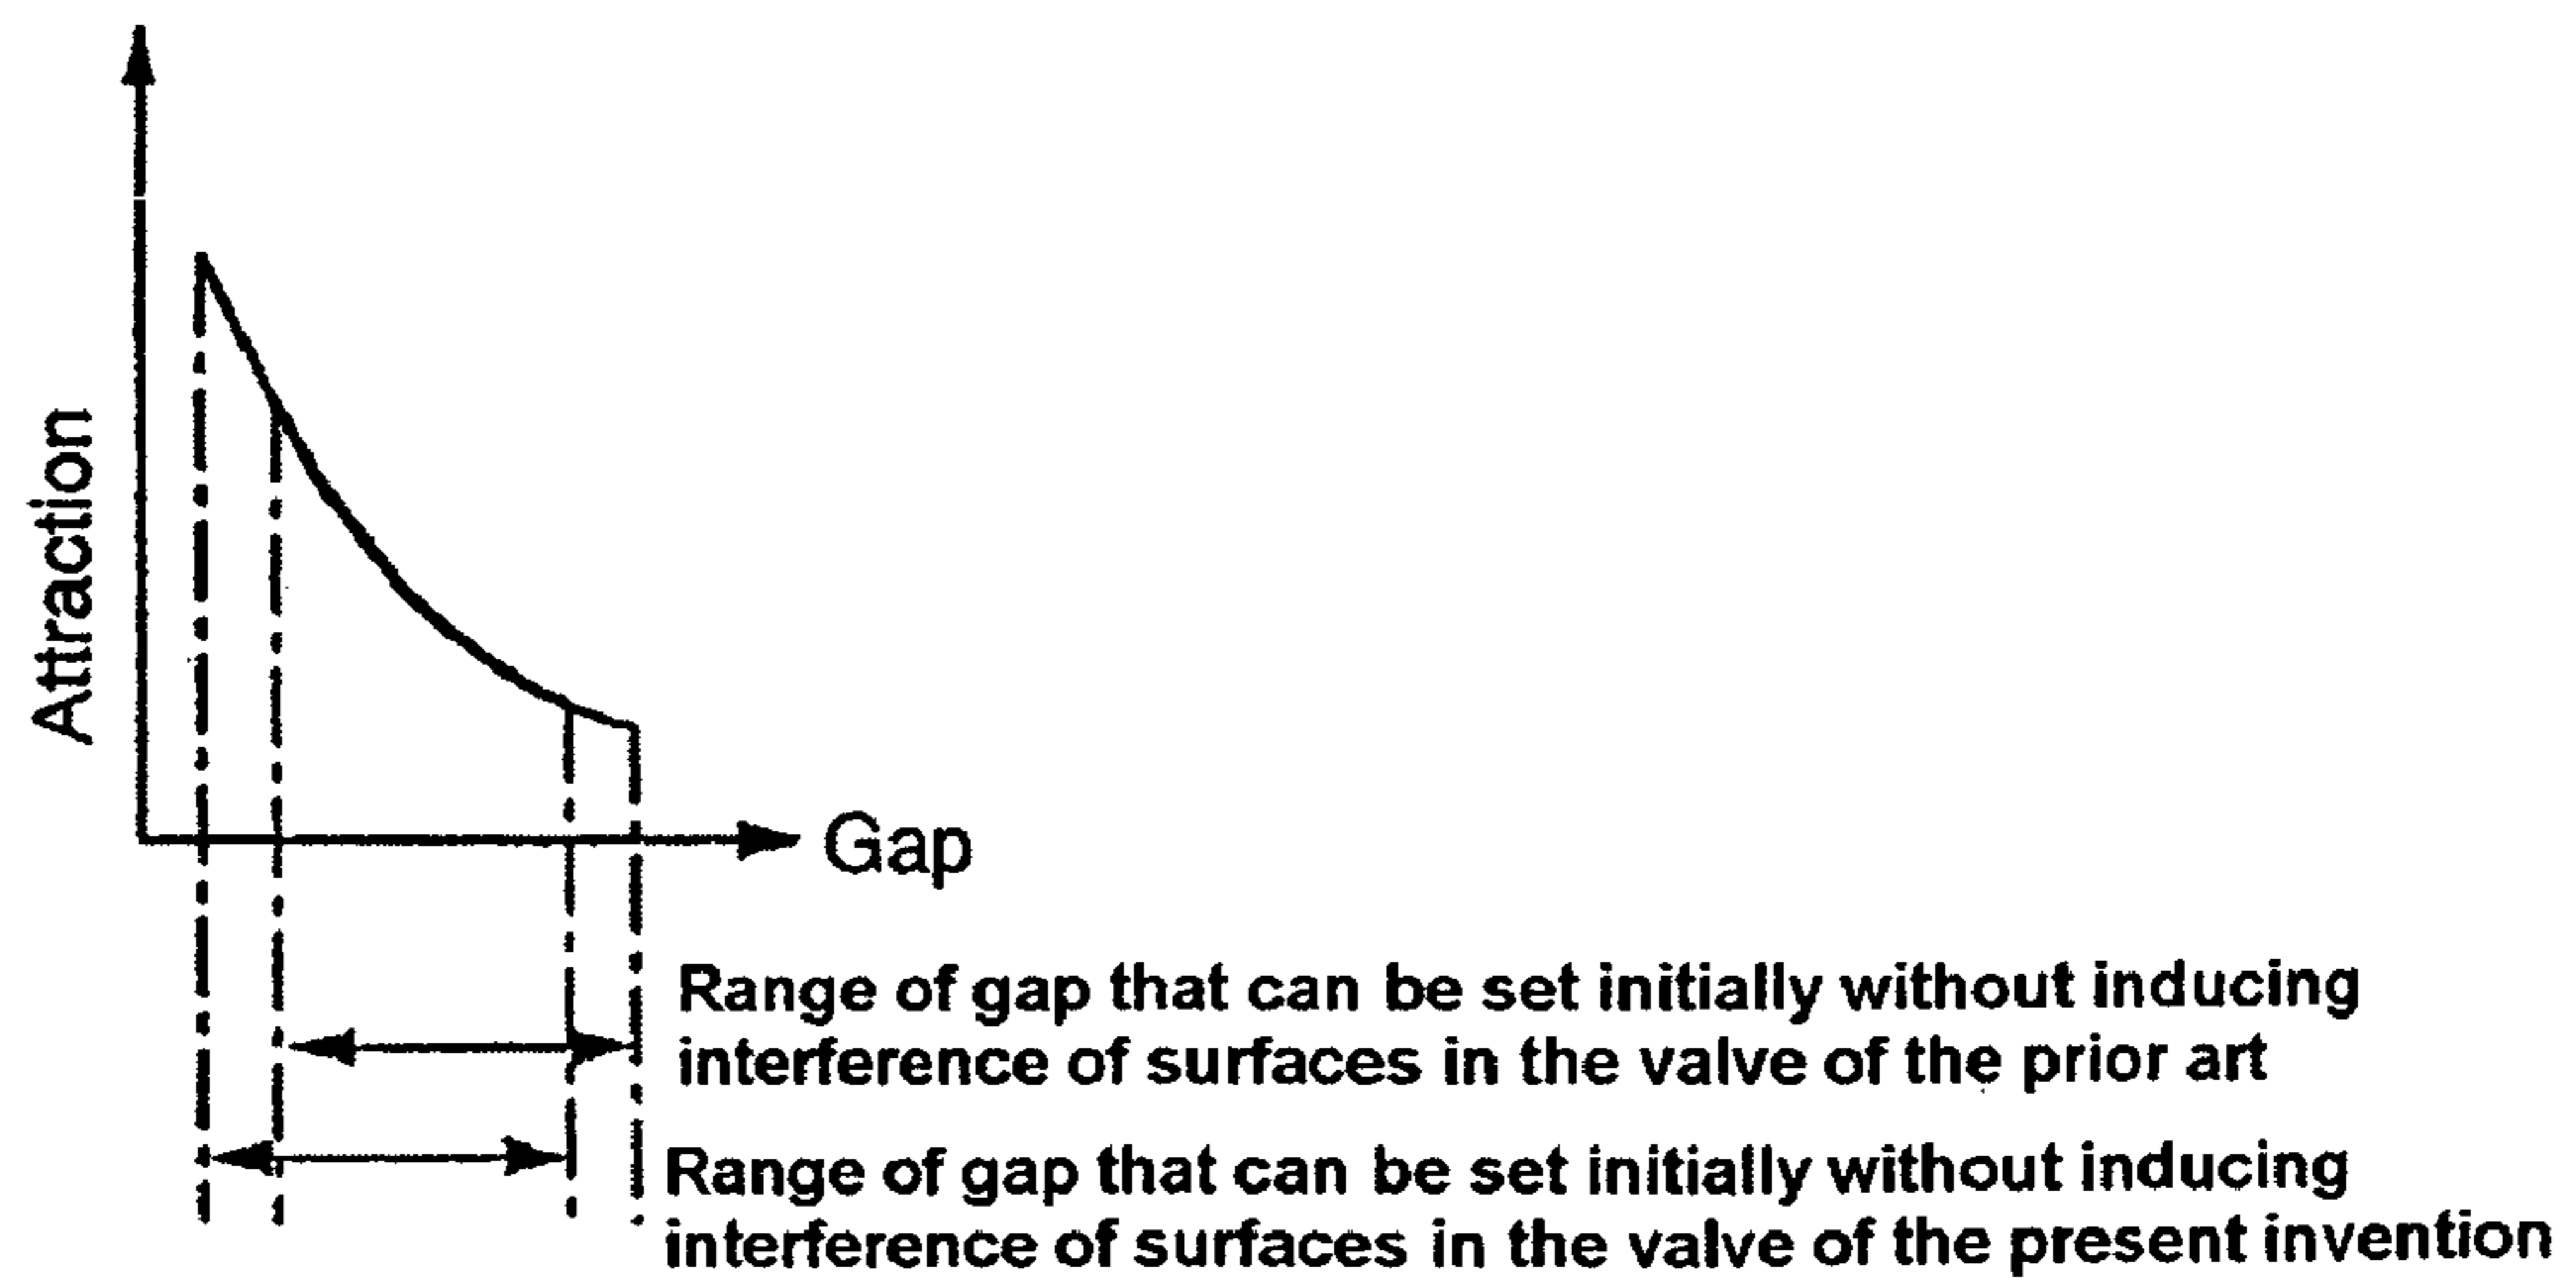 Attraction
Gap
Range of gap that can be set initially without inducing
interference of surfaces in the valve of the prior art
Range of gap that can be set initially without inducing
interference of surfaces in the valve of the present invention